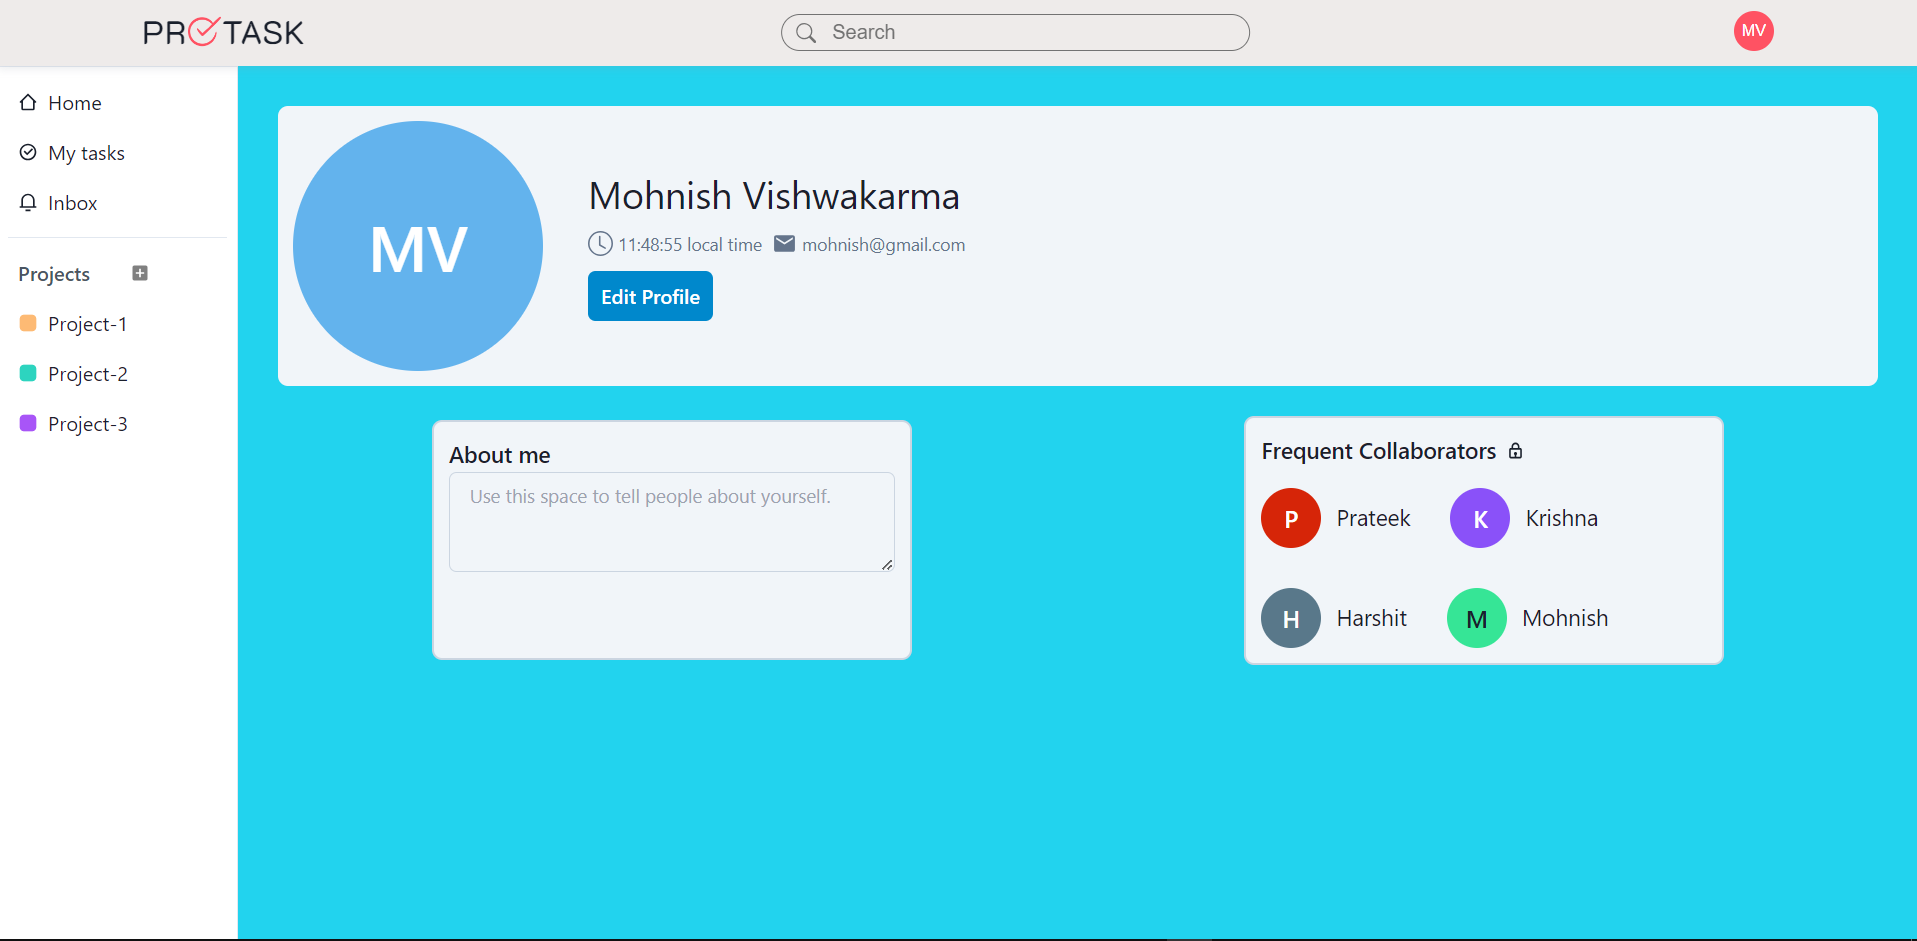 PROTASK
Search
MV
Home
My tasks
Inbox
Projects
Project-1
Project-2
Project-3
MV
Mohnish Vishwakarma
11:48:55 local time mohnish@gmail.com
Edit Profile
About me
Use this space to tell people about yourself.
Frequent Collaborators
P Prateek K Krishna
H Harshit M Mohnish